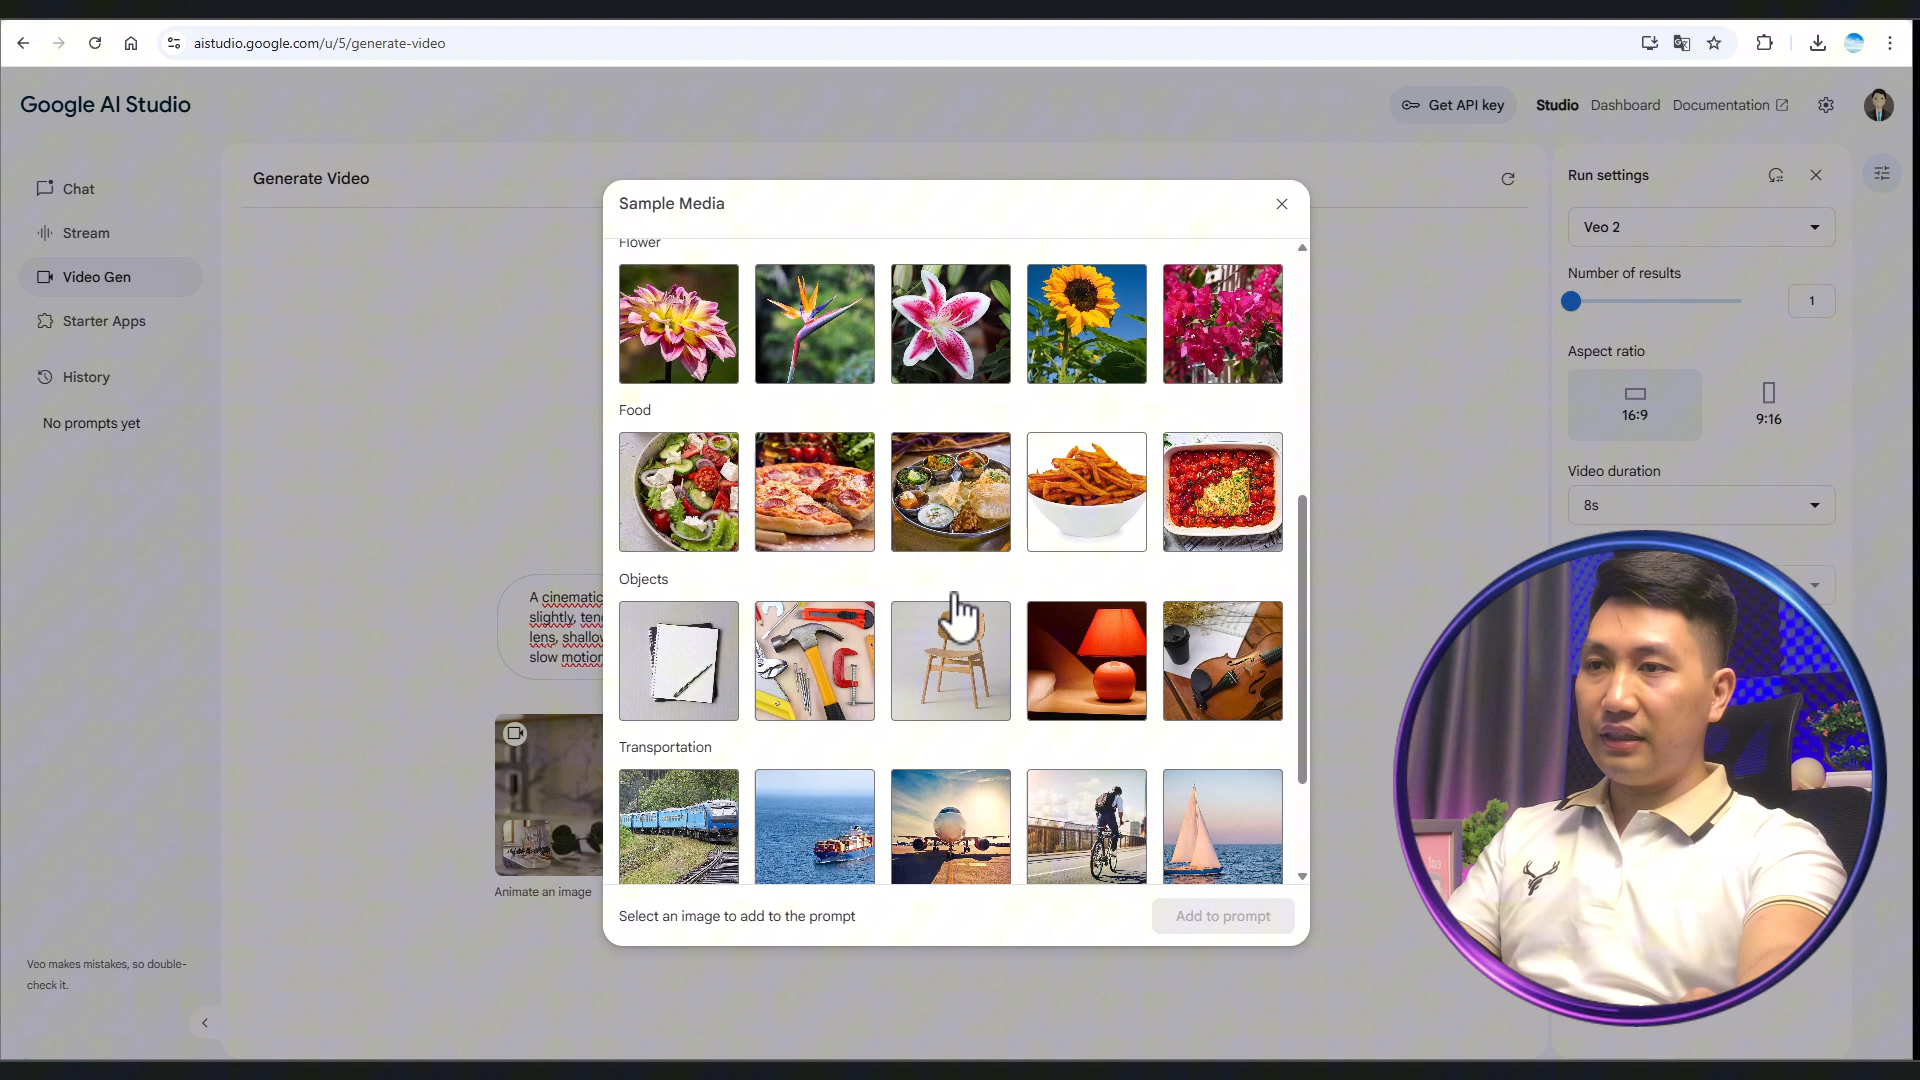 aistudio.google.com/u/5/generate-video
Google AI Studio
Get API key
Studio
Dashboard
Documentation
Chat
Stream
Video Gen
Starter Apps
History
No prompts yet
Veo makes mistakes, so double-
check it.
Generate Video
A cinematic
slightly, ten
lens, shallow
slow motion
Animate an image
Sample Media
Flower
Food
Objects
Transportation
Select an image to add to the prompt
Add to prompt
Run settings
Veo 2
Number of results
1
Aspect ratio
16:9
9:16
Video duration
8s